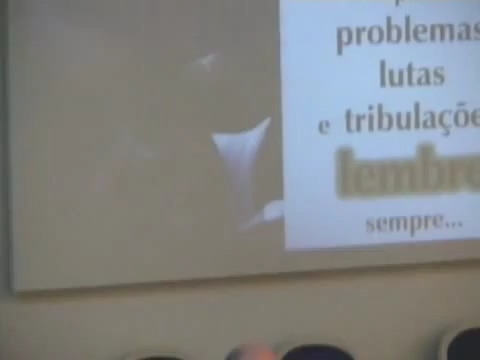 problemas
lutas
e tribulaçõe
lembre
sempre...